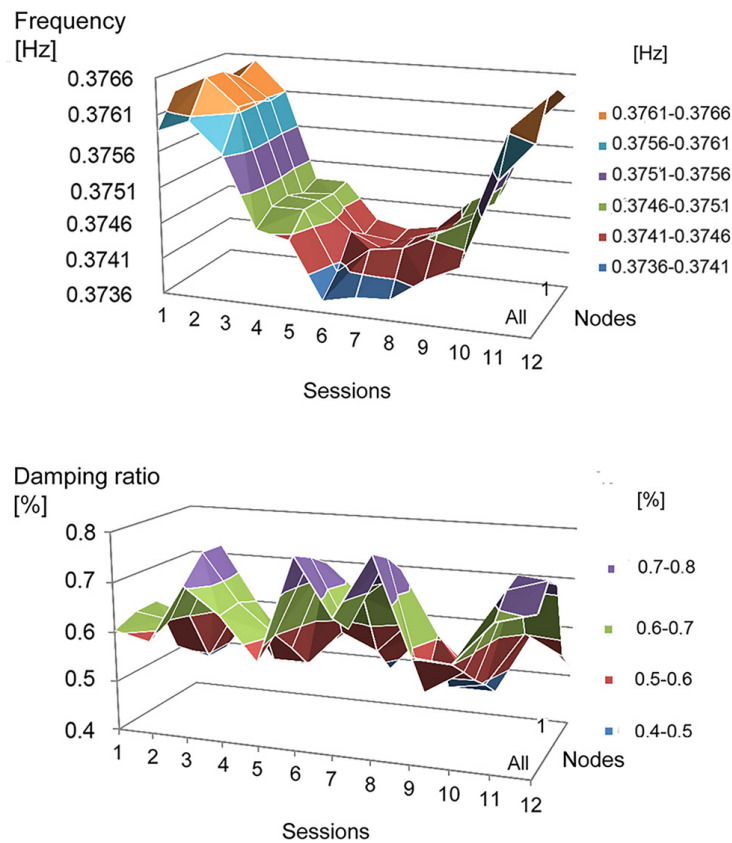 Frequency
[Hz]
[Hz]
0.3766
0.3761
0.3756
0.3751
0.3746
0.3741
0.3736
0.3761-0.3766
0.3756-0.3761
0.3751-0.3756
0.3746-0.3751
0.3741-0.3746
0.3736-0.3741
1 2 3 4 5 6 7 8 9 10 11 12
1
All
Nodes
Sessions
Damping ratio
[%]
[%]
0.8
0.7
0.6
0.5
0.4
0.7-0.8
0.6-0.7
0.5-0.6
0.4-0.5
1 2 3 4 5 6 7 8 9 10 11 12
1
All
Nodes
Sessions